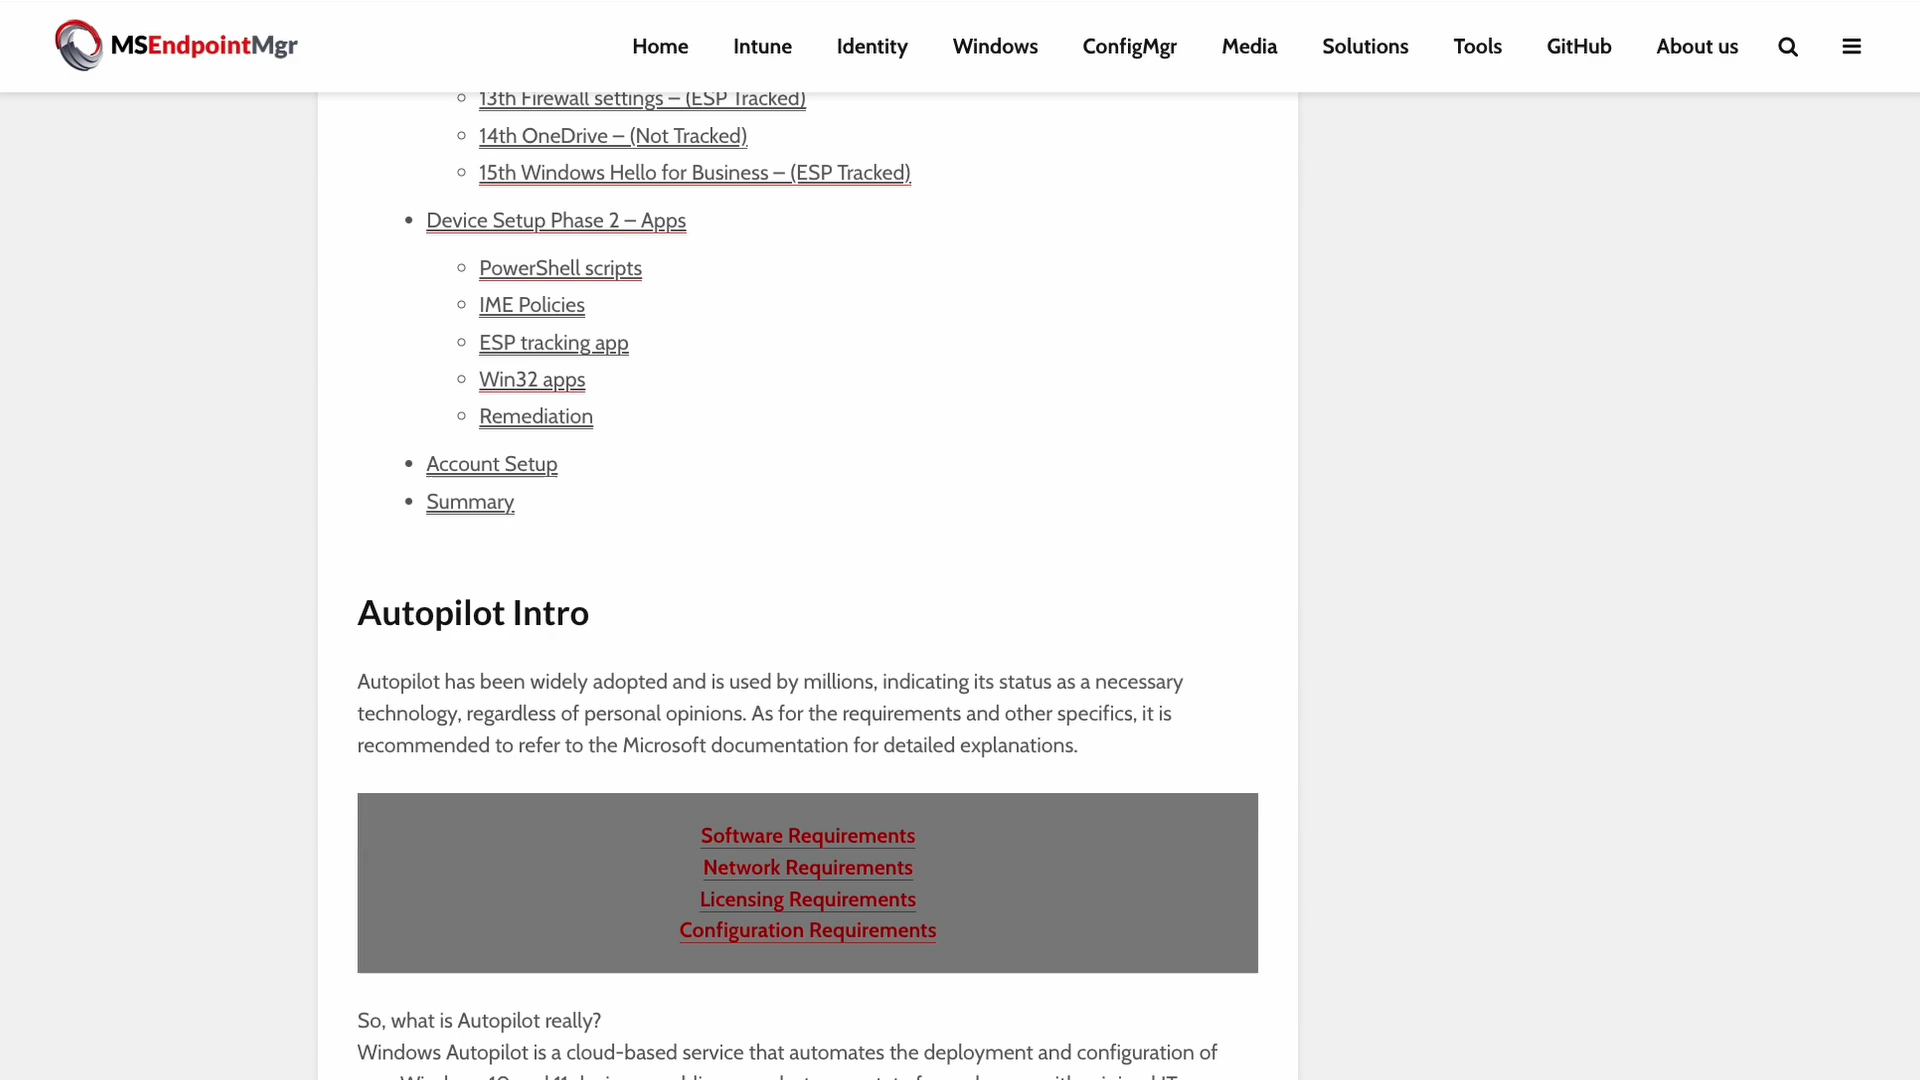 MSEndpointMgr
Home Intune Identity Windows ConfigMgr Media Solutions Tools GitHub About us
13th Firewall settings – (ESP Tracked)
14th OneDrive – (Not Tracked)
15th Windows Hello for Business – (ESP Tracked)
Device Setup Phase 2 – Apps
PowerShell scripts
IME Policies
ESP tracking app
Win32 apps
Remediation
Account Setup
Summary
Autopilot Intro
Autopilot has been widely adopted and is used by millions, indicating its status as a necessary
technology, regardless of personal opinions. As for the requirements and other specifics, it is
recommended to refer to the Microsoft documentation for detailed explanations.
Software Requirements
Network Requirements
Licensing Requirements
Configuration Requirements
So, what is Autopilot really?
Windows Autopilot is a cloud-based service that automates the deployment and configuration of